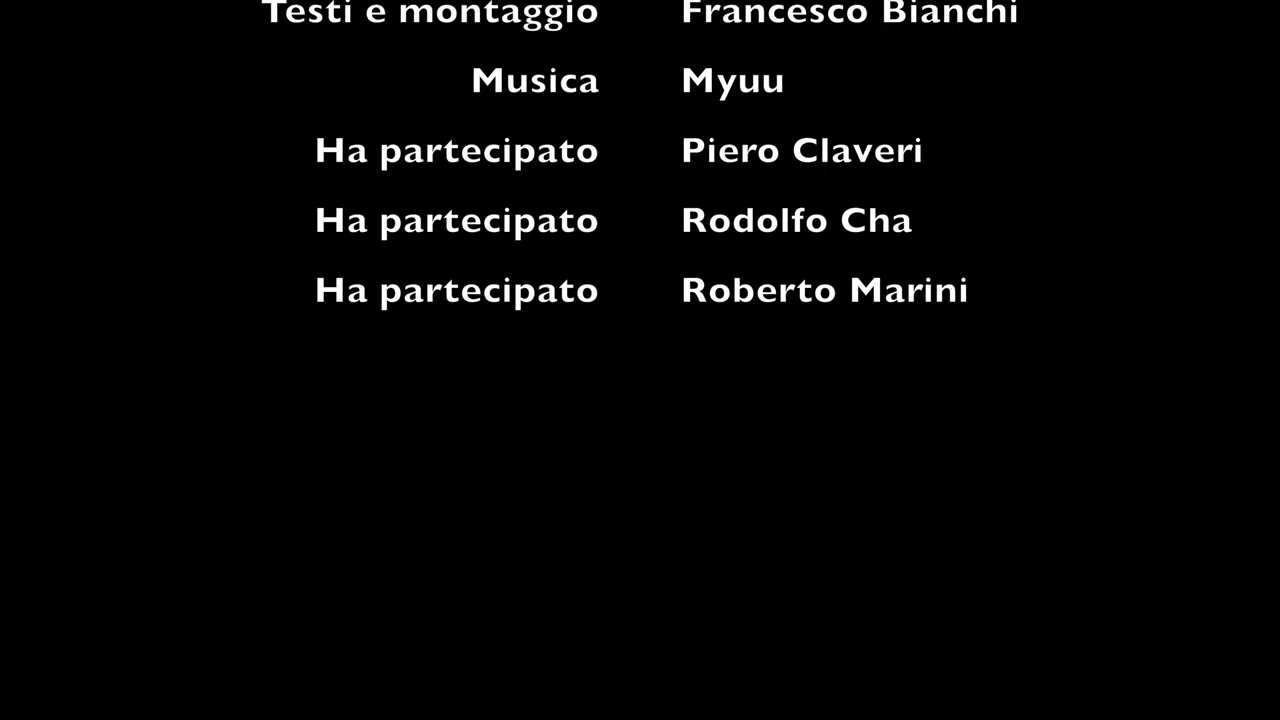 Testi e montaggio Francesco Bianchi
Musica Myuu
Ha partecipato Piero Claveri
Ha partecipato Rodolfo Cha
Ha partecipato Roberto Marini